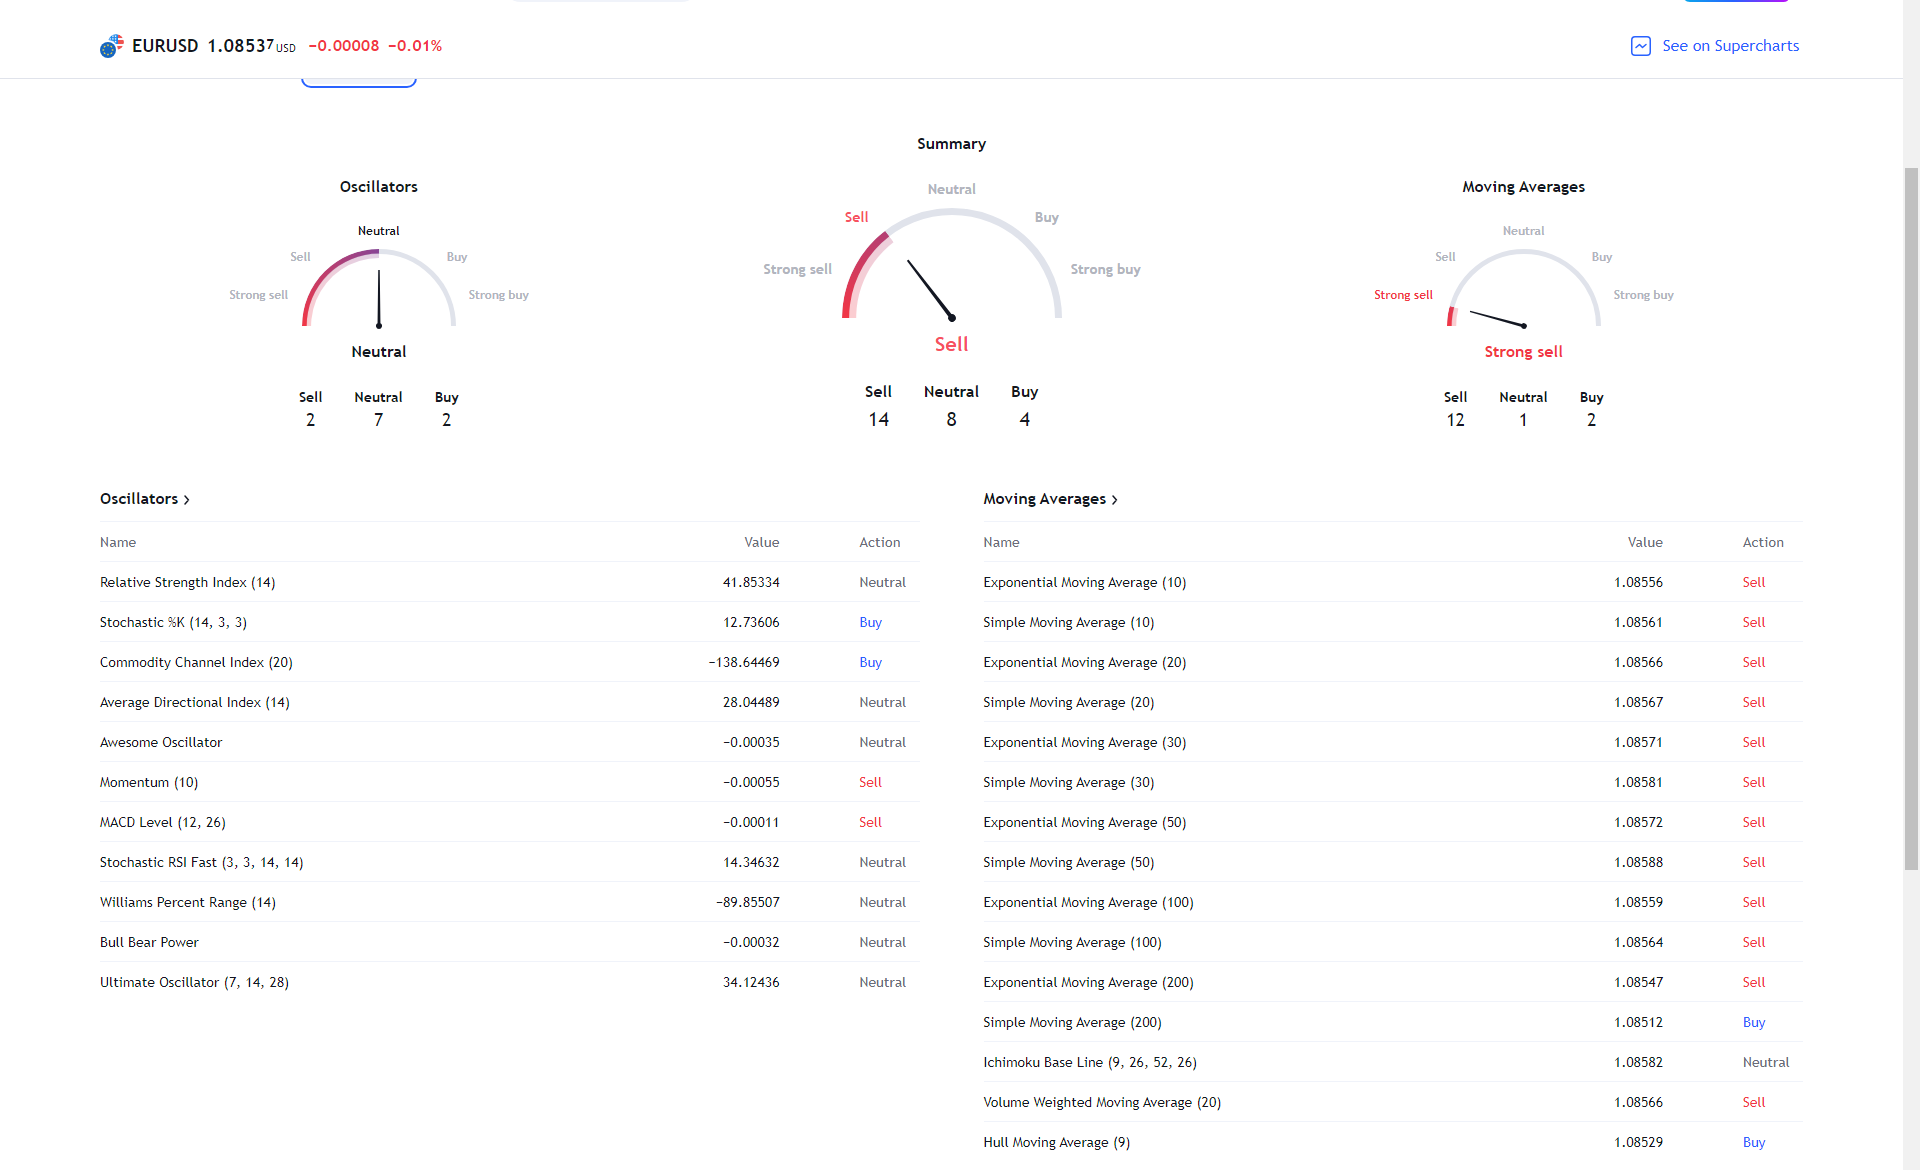 EURUSD 1.08537 USD −0.00008 −0.01%
See on Supercharts
Summary
Neutral
Sell
Buy
Strong sell
Strong buy
Sell
Sell Neutral Buy
14 8 4
Oscillators
Neutral
Sell
Buy
Strong sell
Strong buy
Neutral
Sell Neutral Buy
2 7 2
Moving Averages
Neutral
Sell
Buy
Strong sell
Strong buy
Strong sell
Sell Neutral Buy
12 1 2
Oscillators
Name Value Action
Relative Strength Index (14) 41.85334 Neutral
Stochastic %K (14, 3, 3) 12.73606 Buy
Commodity Channel Index (20) −138.64469 Buy
Average Directional Index (14) 28.04489 Neutral
Awesome Oscillator −0.00035 Neutral
Momentum (10) −0.00055 Sell
MACD Level (12, 26) −0.00011 Sell
Stochastic RSI Fast (3, 3, 14, 14) 14.34632 Neutral
Williams Percent Range (14) −89.85507 Neutral
Bull Bear Power −0.00032 Neutral
Ultimate Oscillator (7, 14, 28) 34.12436 Neutral
Moving Averages
Name Value Action
Exponential Moving Average (10) 1.08556 Sell
Simple Moving Average (10) 1.08561 Sell
Exponential Moving Average (20) 1.08566 Sell
Simple Moving Average (20) 1.08567 Sell
Exponential Moving Average (30) 1.08571 Sell
Simple Moving Average (30) 1.08581 Sell
Exponential Moving Average (50) 1.08572 Sell
Simple Moving Average (50) 1.08588 Sell
Exponential Moving Average (100) 1.08559 Sell
Simple Moving Average (100) 1.08564 Sell
Exponential Moving Average (200) 1.08547 Sell
Simple Moving Average (200) 1.08512 Buy
Ichimoku Base Line (9, 26, 52, 26) 1.08582 Neutral
Volume Weighted Moving Average (20) 1.08566 Sell
Hull Moving Average (9) 1.08529 Buy